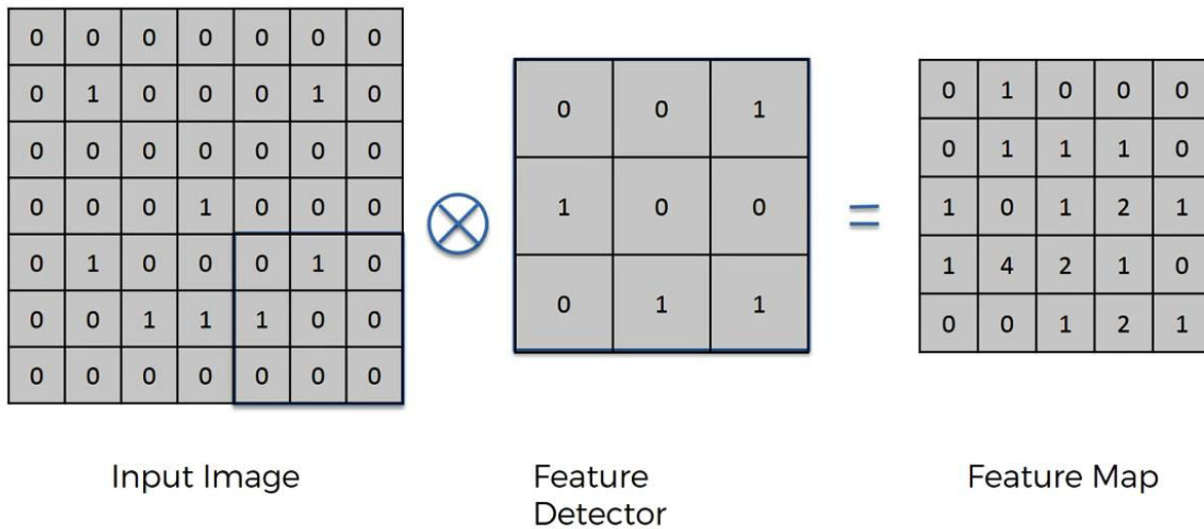 0 0 0 0 0 0 0
0 1 0 0 0 1 0
0 0 0 0 0 0 0
0 0 0 1 0 0 0
0 1 0 0 0 1 0
0 0 1 1 1 0 0
0 0 0 0 0 0 0
Input Image
0 0 1
1 0 0
0 1 1
Feature
Detector
=
0 1 0 0 0
0 1 1 1 0
1 0 1 2 1
1 4 2 1 0
0 0 1 2 1
Feature Map